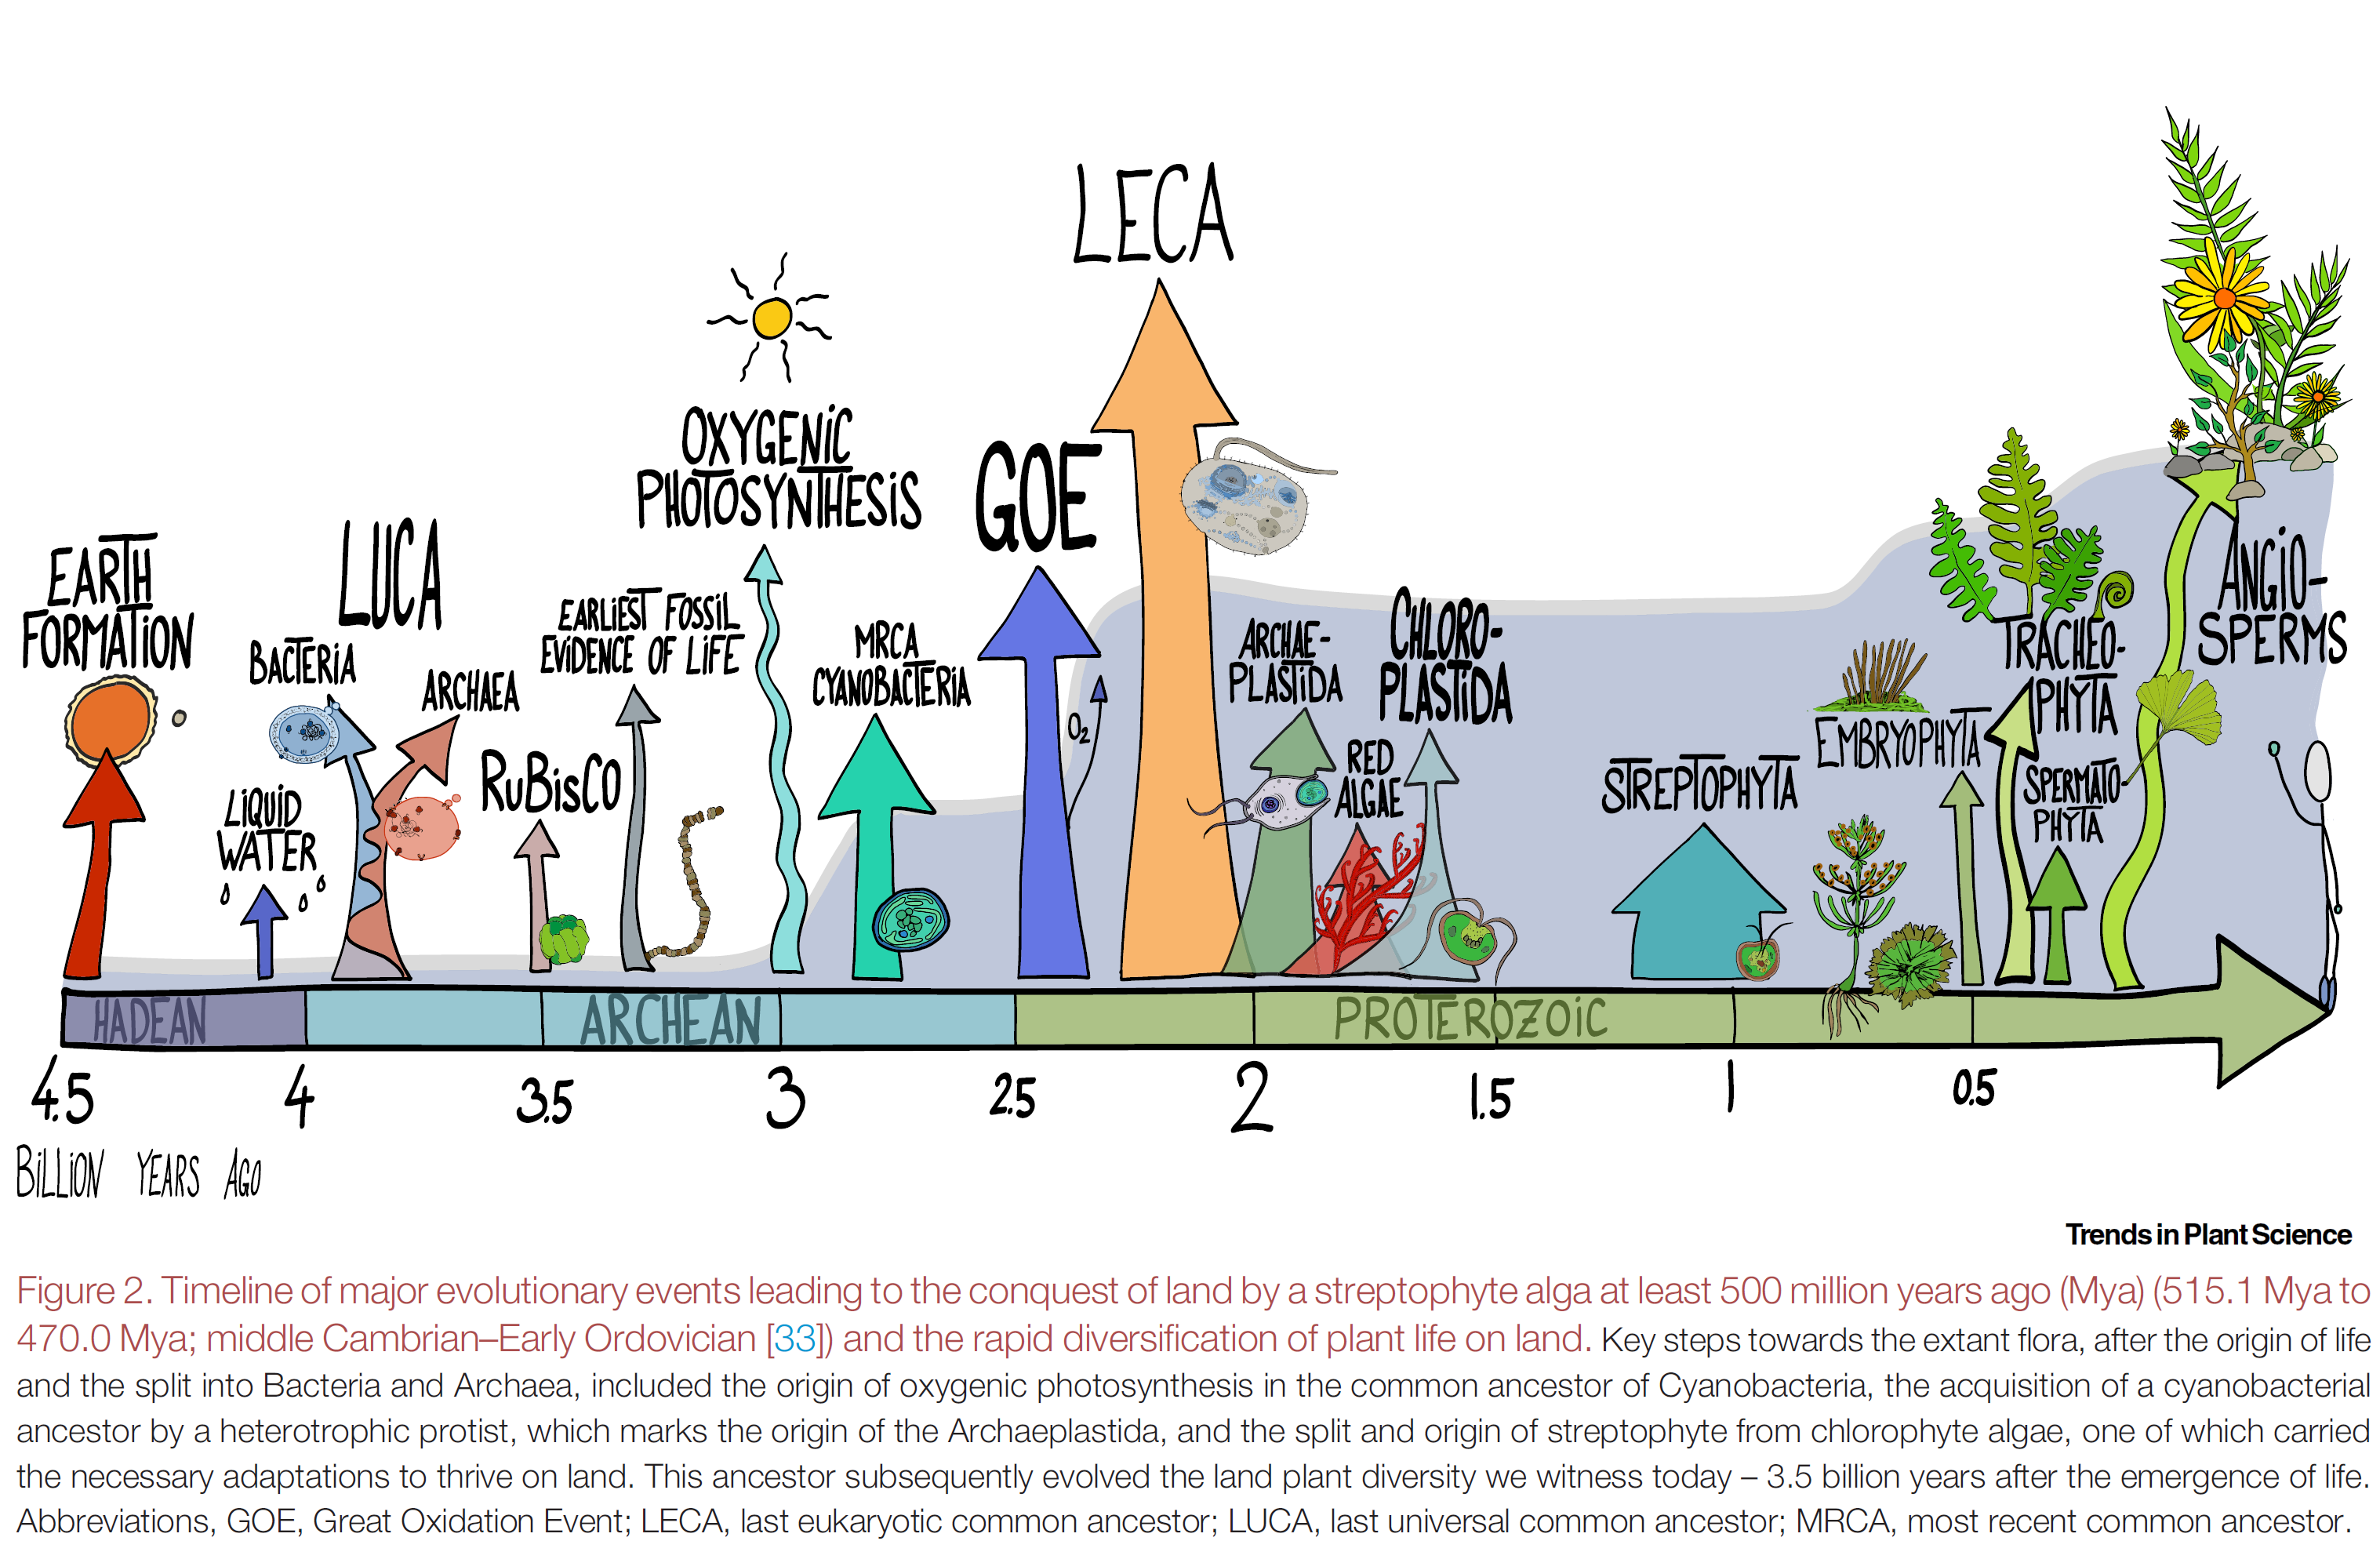 LECA
OXYGENiC
PHOTOSYNTHESiS
GOE
EARTH
FORMATiON
LUCA
BACTERiA
ARCHAEA
EARLiEST FOSSiL
EViDENCE OF LiFE
MRCA
CYANOBACTERiA
O2
ARCHAE-
PLASTiDA
CHLORO-
PLASTiDA
RED
ALGAE
LiQUiD
WATER
RuBisCO
STREPTOPHYTA
EMBRYOPHYTA
TRACHEO-
PHYTA
SPERMATO-
PHYTA
ANGiO-
SPERMS
HADEAN
ARCHEAN
PROTEROZOiC
4.5
4
3.5
3
2.5
2
1.5
1
0.5
BiLLiON YEARS AGO
Trends in Plant Science
Figure 2. Timeline of major evolutionary events leading to the conquest of land by a streptophyte alga at least 500 million years ago (Mya) (515.1 Mya to
470.0 Mya; middle Cambrian–Early Ordovician [33]) and the rapid diversification of plant life on land. Key steps towards the extant flora, after the origin of life
and the split into Bacteria and Archaea, included the origin of oxygenic photosynthesis in the common ancestor of Cyanobacteria, the acquisition of a cyanobacterial
ancestor by a heterotrophic protist, which marks the origin of the Archaeplastida, and the split and origin of streptophyte from chlorophyte algae, one of which carried
the necessary adaptations to thrive on land. This ancestor subsequently evolved the land plant diversity we witness today – 3.5 billion years after the emergence of life.
Abbreviations, GOE, Great Oxidation Event; LECA, last eukaryotic common ancestor; LUCA, last universal common ancestor; MRCA, most recent common ancestor.